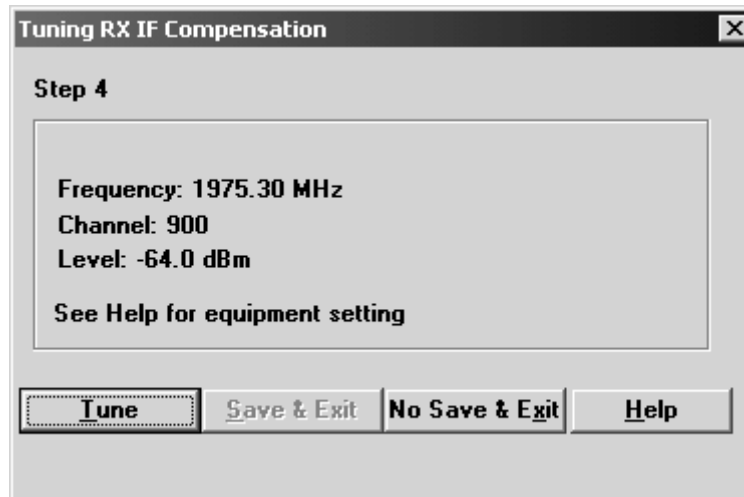 Tuning RX IF Compensation
Step 4
Frequency: 1975.30 MHz
Channel: 900
Level: -64.0 dBm
See Help for equipment setting
Tune Save & Exit No Save & Exit Help